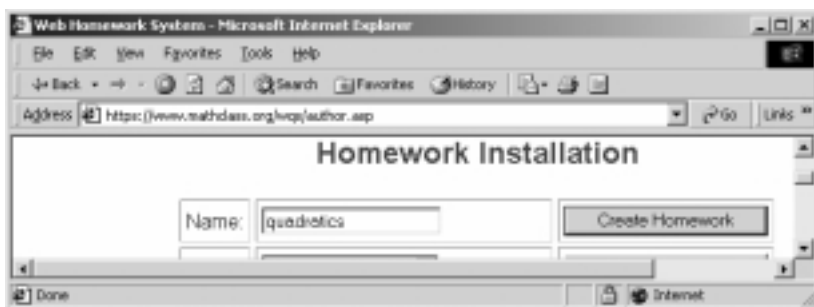 Web Homework System - Microsoft Internet Explorer
File Edit View Favorites Tools Help
Back Search Favorites History
Address https://www.mathclass.org/wqs/author.asp Go Links »
Homework Installation
Name: quadratics Create Homework
Done Internet